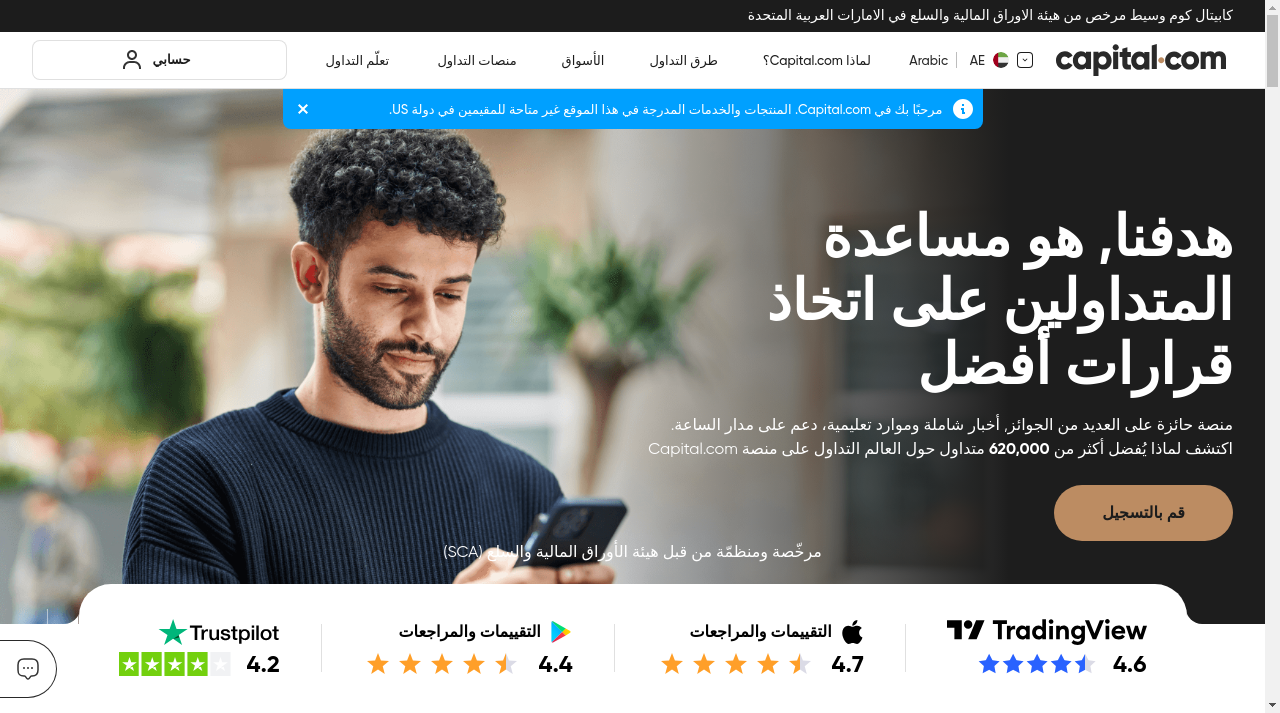 كابيتال كوم وسيط مرخص من هيئة الاوراق المالية والسلع في الامارات العربية المتحدة
capital.com
AE
Arabic
لماذا Capital.com؟
طرق التداول
الأسواق
منصات التداول
تعلّم التداول
حسابي
مرحبًا بك في Capital.com. المنتجات والخدمات المدرجة في هذا الموقع غير متاحة للمقيمين في دولة US.
هدفنا, هو مساعدة
المتداولين على اتخاذ
قرارات أفضل
منصة حائزة على العديد من الجوائز, أخبار شاملة وموارد تعليمية، دعم على مدار الساعة.
اكتشف لماذا يُفضل أكثر من 620,000 متداول حول العالم التداول على منصة Capital.com
قم بالتسجيل
مرخّصة ومنظمّة من قبل هيئة الأوراق المالية والسلع (SCA)
TradingView
4.6
التقييمات والمراجعات
4.7
التقييمات والمراجعات
4.4
Trustpilot
4.2